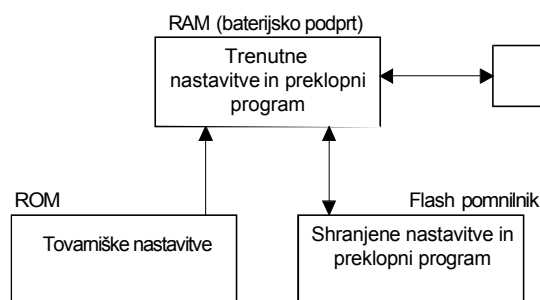 RAM (baterijsko podprt)
Trenutne
nastavitve in preklopni
program
ROM
Tovarniške nastavitve
Flash pomnilnik
Shranjene nastavitve in
preklopni program